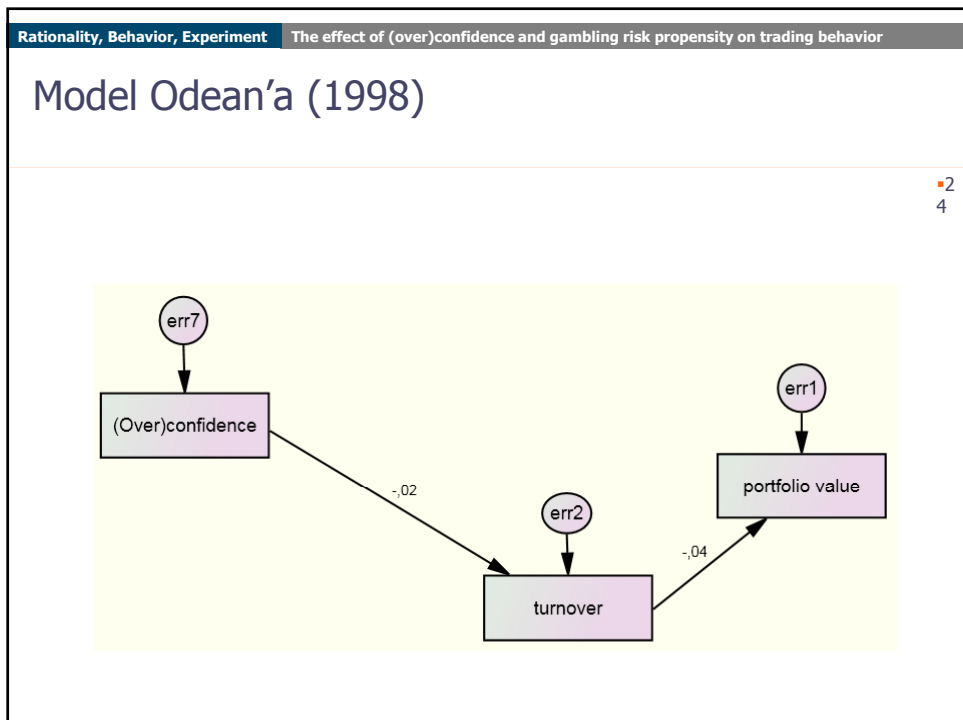 Rationality, Behavior, Experiment The effect of (over)confidence and gambling risk propensity on trading behavior
Model Odean’a (1998)
▪2
4
err7
(Over)confidence
err1
portfolio value
-,02
err2
-,04
turnover